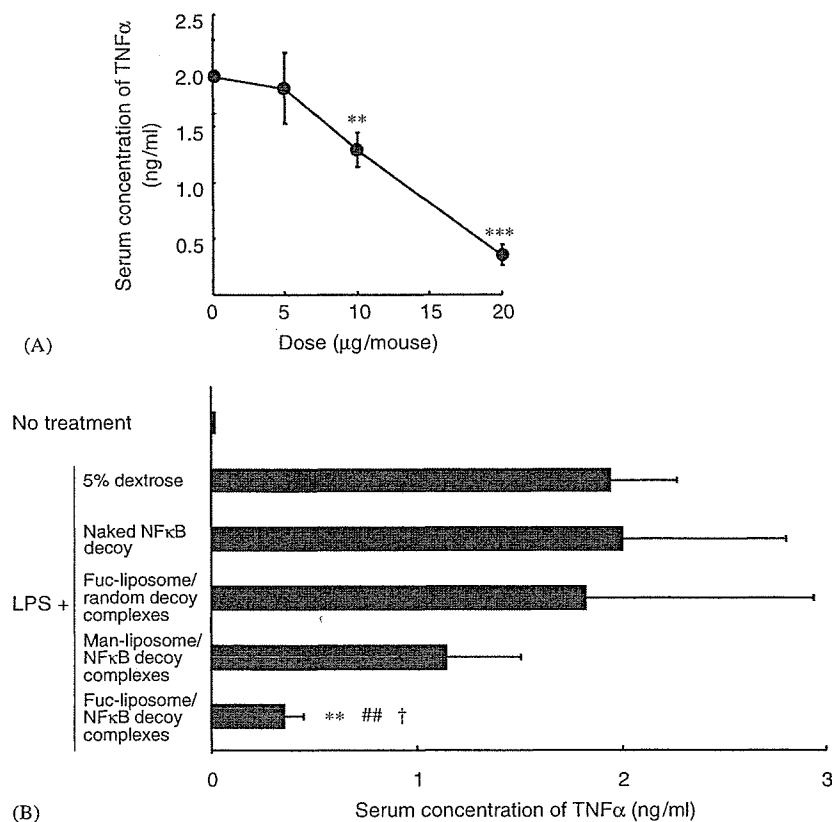 2.5
2.0
1.5
1.0
0.5
Serum concentration of TNFα
(ng/ml)
**
***
0 5 10 15 20
Dose (μg/mouse)
(A)
No treatment
LPS +
5% dextrose
Naked NFκB
decoy
Fuc-liposome/
random decoy
complexes
Man-liposome/
NFκB decoy
complexes
Fuc-liposome/
NFκB decoy
complexes
** ## †
0 1 2 3
Serum concentration of TNFα (ng/ml)
(B)